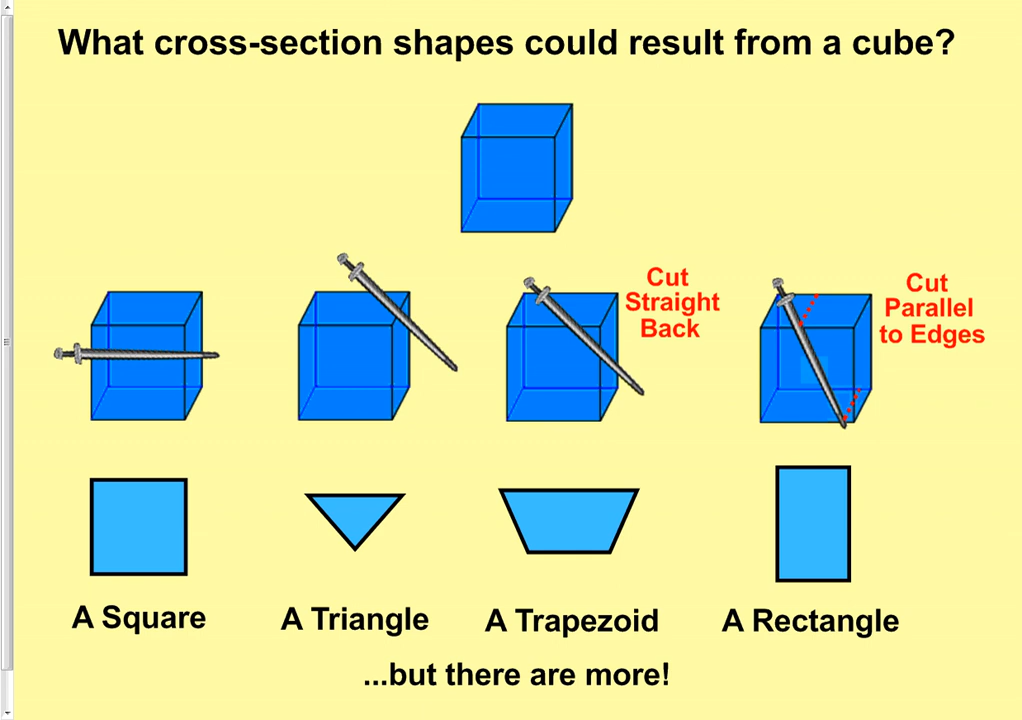 What cross-section shapes could result from a cube?
Cut
Straight
Back
Cut
Parallel
to Edges
A Square
A Triangle
A Trapezoid
A Rectangle
...but there are more!